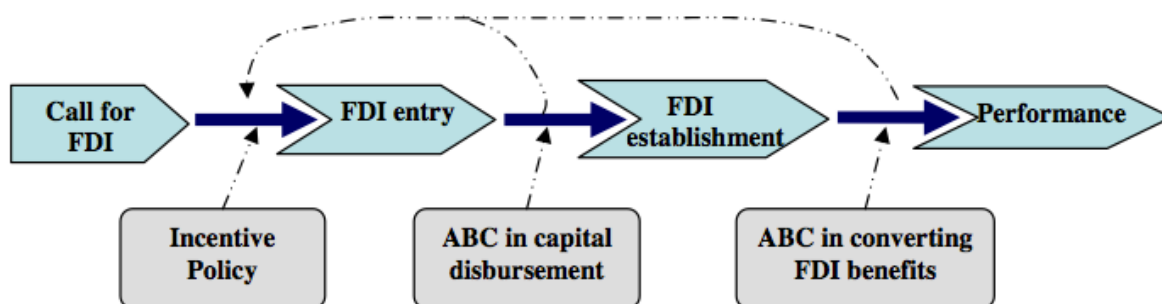 Call for
FDI
FDI entry
FDI
establishment
Performance
Incentive
Policy
ABC in capital
disbursement
ABC in converting
FDI benefits